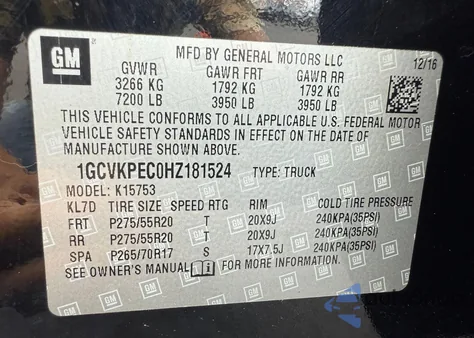 GM
MFD BY GENERAL MOTORS LLC
12/16
GVWR GAWR FRT GAWR RR
3266 KG 1792 KG 1792 KG
7200 LB 3950 LB 3950 LB
THIS VEHICLE CONFORMS TO ALL APPLICABLE U.S. FEDERAL MOTOR
VEHICLE SAFETY STANDARDS IN EFFECT ON THE DATE OF
MANUFACTURE SHOWN ABOVE.
1GCVKPEC0HZ181524 TYPE: TRUCK
MODEL: K15753
KL7D TIRE SIZE SPEED RTG RIM COLD TIRE PRESSURE
FRT P275/55R20 T 20X9J 240KPA(35PSI)
RR P275/55R20 T 20X9J 240KPA(35PSI)
SPA P265/70R17 S 17X7.5J 240KPA(35PSI)
SEE OWNER'S MANUAL FOR MORE INFORMATION.